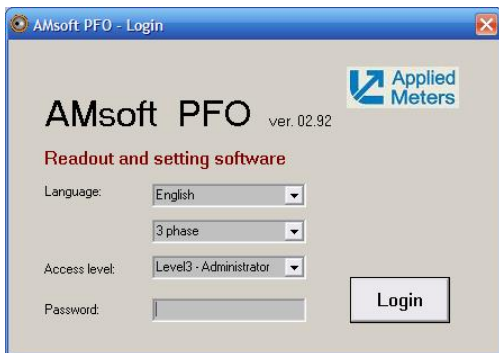 AMsoft PFO - Login
Applied
Meters
AMsoft PFO ver. 02.92
Readout and setting software
Language: English
3 phase
Access level: Level3 - Administrator
Password:
Login